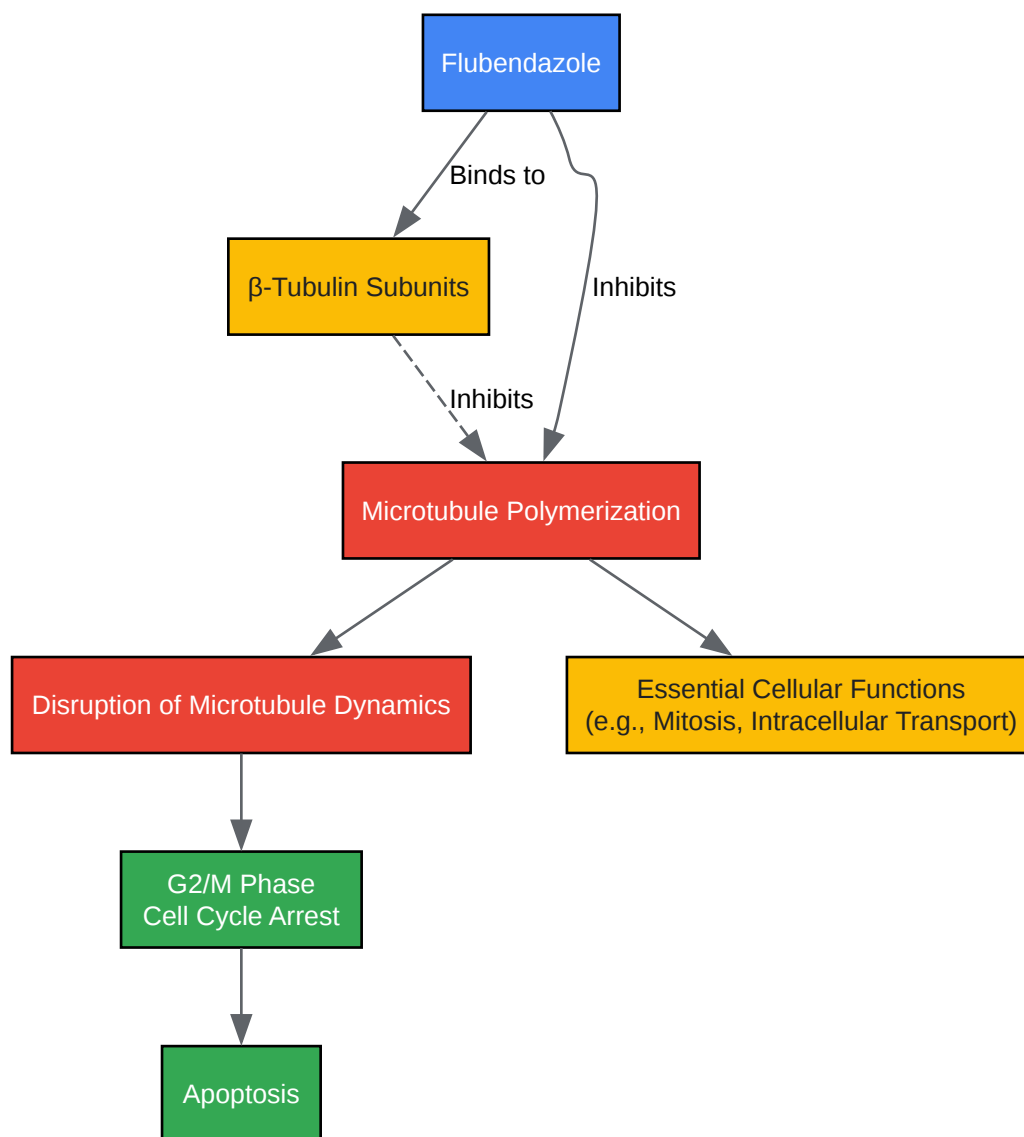 Flubendazole
Binds to
β-Tubulin Subunits
Inhibits
Inhibits
Microtubule Polymerization
Disruption of Microtubule Dynamics
Essential Cellular Functions
(e.g., Mitosis, Intracellular Transport)
G2/M Phase
Cell Cycle Arrest
Apoptosis